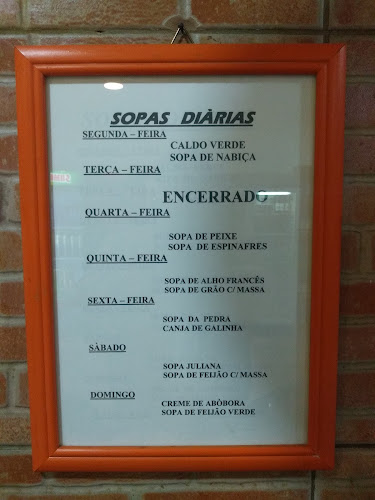 SOPAS DIÀRIAS
SEGUNDA – FEIRA
CALDO VERDE
SOPA DE NABIÇA
TERÇA – FEIRA
ENCERRADO
QUARTA – FEIRA
SOPA DE PEIXE
SOPA DE ESPINAFRES
QUINTA – FEIRA
SOPA DE ALHO FRANCÊS
SOPA DE GRÃO C/ MASSA
SEXTA – FEIRA
SOPA DA PEDRA
CANJA DE GALINHA
SÀBADO
SOPA JULIANA
SOPA DE FEIJÃO C/ MASSA
DOMINGO
CREME DE ABÒBORA
SOPA DE FEIJÃO VERDE